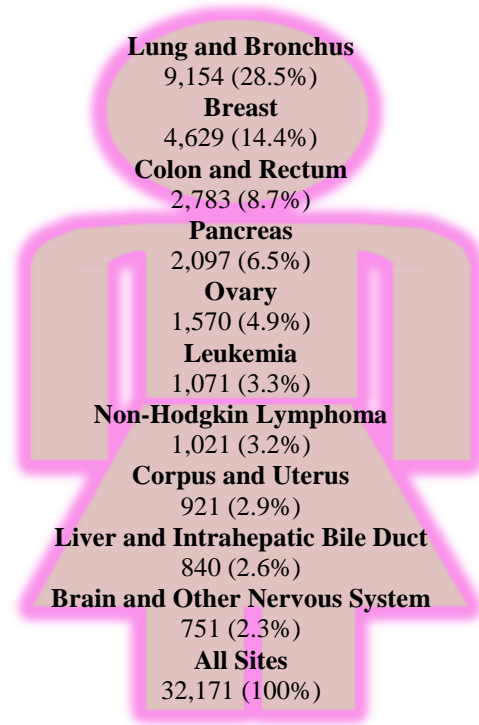 Lung and Bronchus
9,154 (28.5%)
Breast
4,629 (14.4%)
Colon and Rectum
2,783 (8.7%)
Pancreas
2,097 (6.5%)
Ovary
1,570 (4.9%)
Leukemia
1,071 (3.3%)
Non-Hodgkin Lymphoma
1,021 (3.2%)
Corpus and Uterus
921 (2.9%)
Liver and Intrahepatic Bile Duct
840 (2.6%)
Brain and Other Nervous System
751 (2.3%)
All Sites
32,171 (100%)